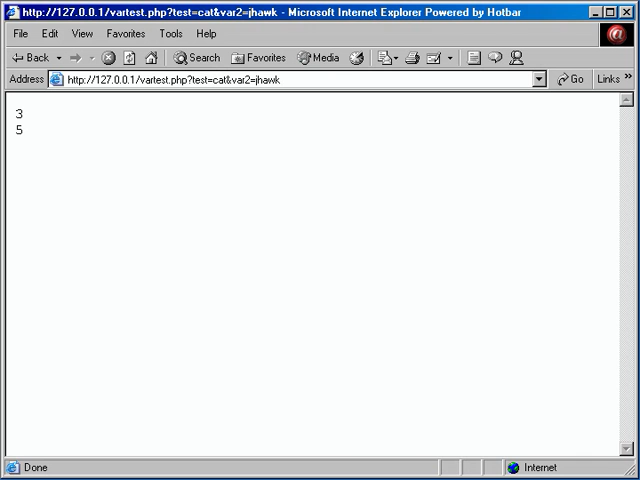 http://127.0.0.1/vartest.php?test=cat&var2=jhawk - Microsoft Internet Explorer Powered by Hotbar
File Edit View Favorites Tools Help
@
Back Search Favorites Media
Address http://127.0.0.1/vartest.php?test=cat&var2=jhawk Go Links »
3
5
Done Internet